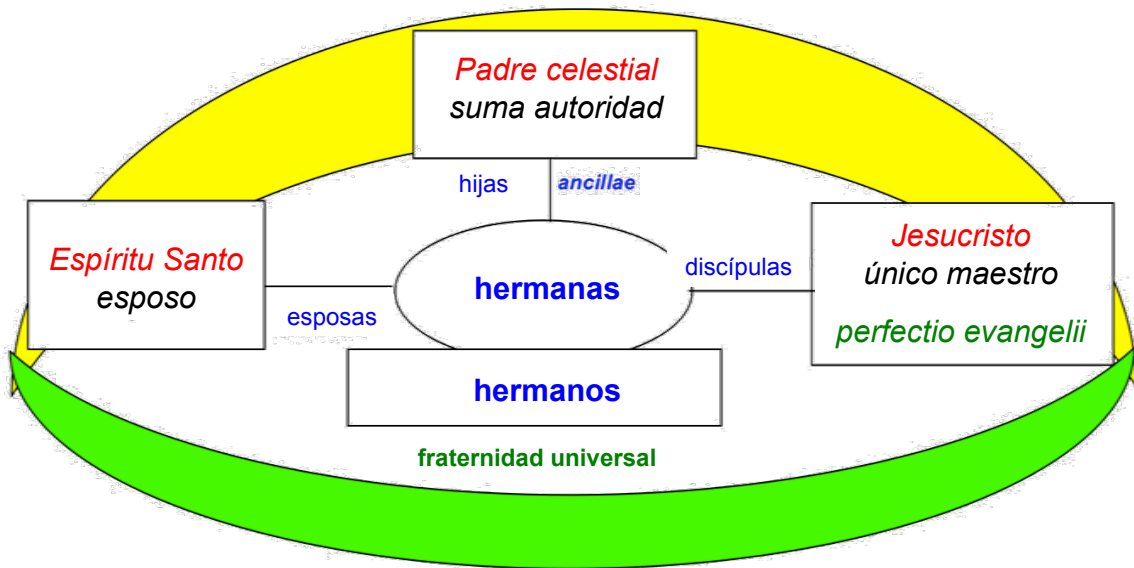 Padre celestial
suma autoridad
hijas
ancillae
Espíritu Santo
esposo
esposas
hermanas
discípulas
Jesucristo
único maestro
perfectio evangelii
hermanos
fraternidad universal